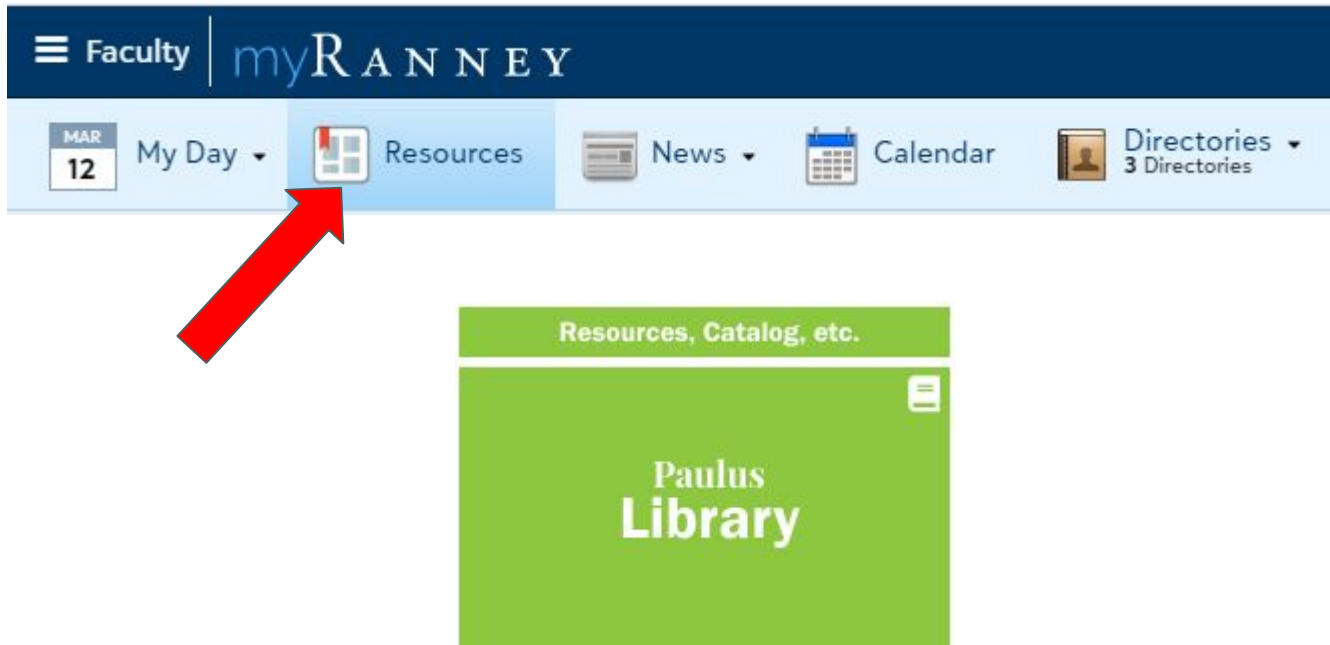 Faculty
myRANNEY
MAR
12
My Day
Resources
News
Calendar
Directories
3 Directories
Resources, Catalog, etc.
Paulus
Library